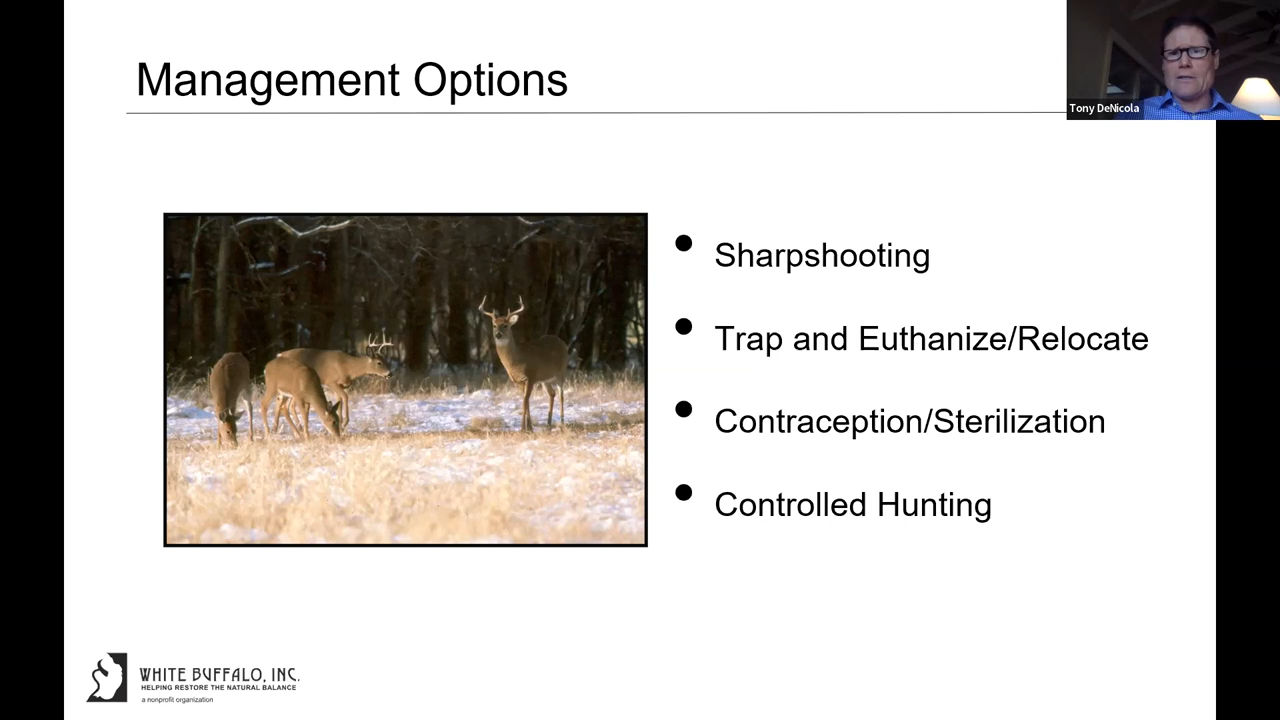 Management Options
Tony DeNicola
• Sharpshooting
• Trap and Euthanize/Relocate
• Contraception/Sterilization
• Controlled Hunting
WHITE BUFFALO, INC.
HELPING RESTORE THE NATURAL BALANCE
a nonprofit organization